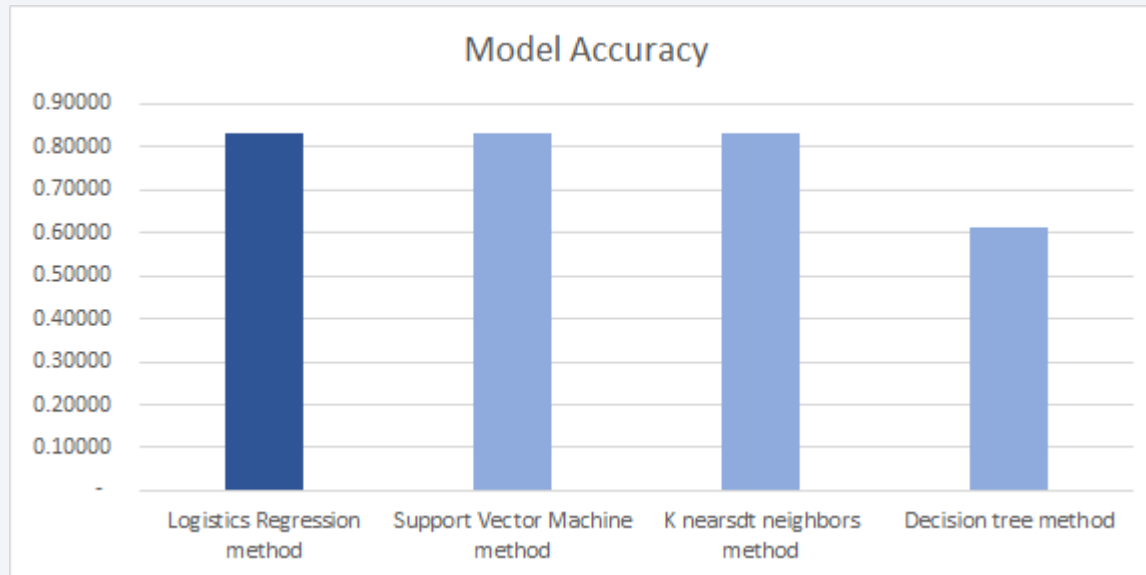 Model Accuracy
0.90000
0.80000
0.70000
0.60000
0.50000
0.40000
0.30000
0.20000
0.10000
-
Logistics Regression
method
Support Vector Machine
method
K nearsdt neighbors
method
Decision tree method